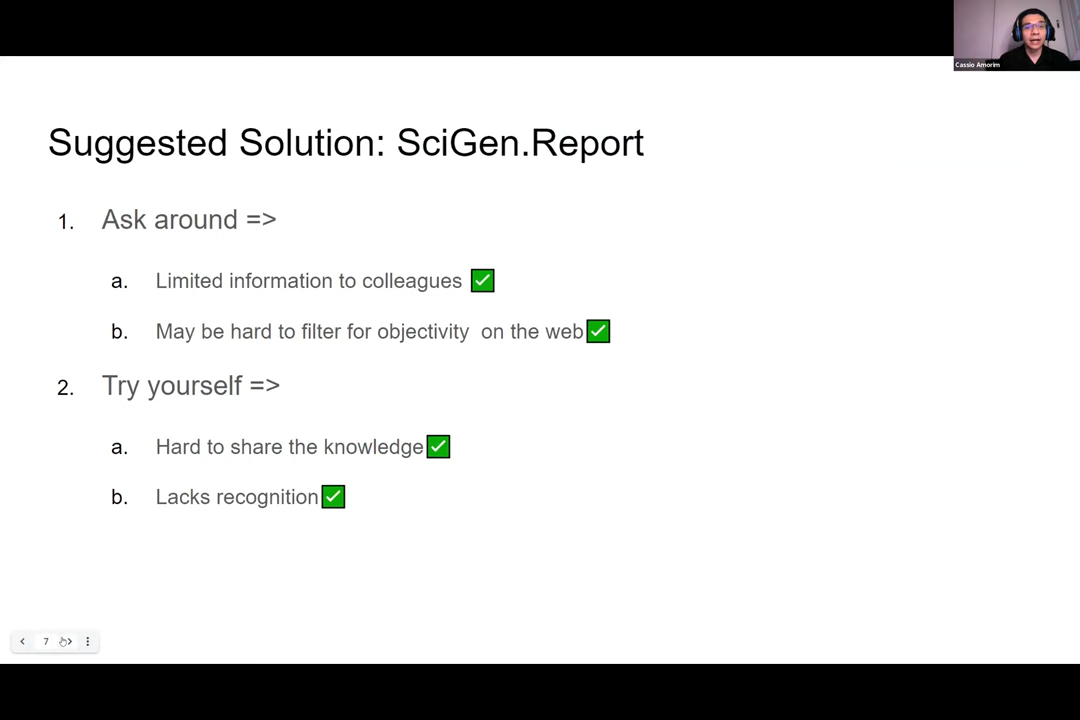 Cassio Amorim
Suggested Solution: SciGen.Report
1. Ask around =>
a. Limited information to colleagues ✅
b. May be hard to filter for objectivity on the web ✅
2. Try yourself =>
a. Hard to share the knowledge ✅
b. Lacks recognition ✅
7